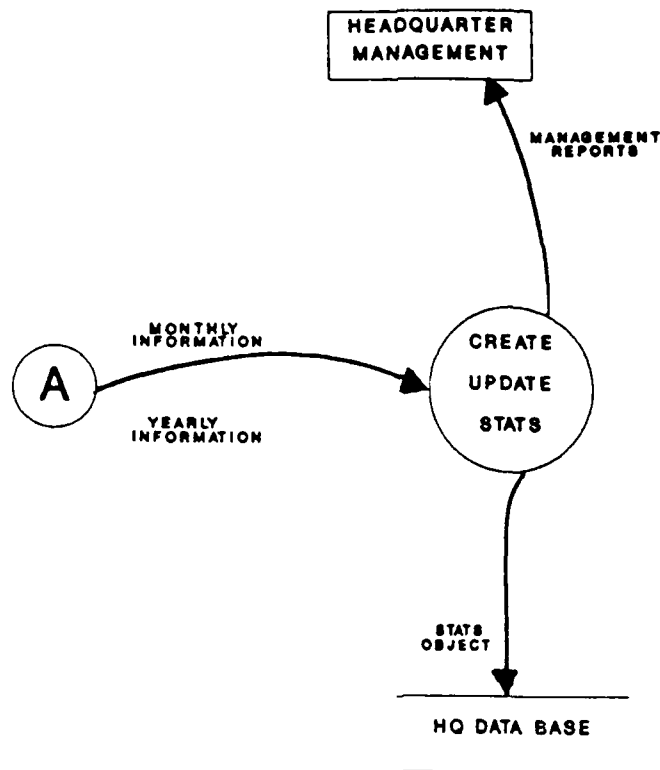 HEADQUARTER
MANAGEMENT
MANAGEMENT
REPORTS
MONTHLY
INFORMATION
A
YEARLY
INFORMATION
CREATE
UPDATE
STATS
STATS
OBJECT
HQ DATA BASE